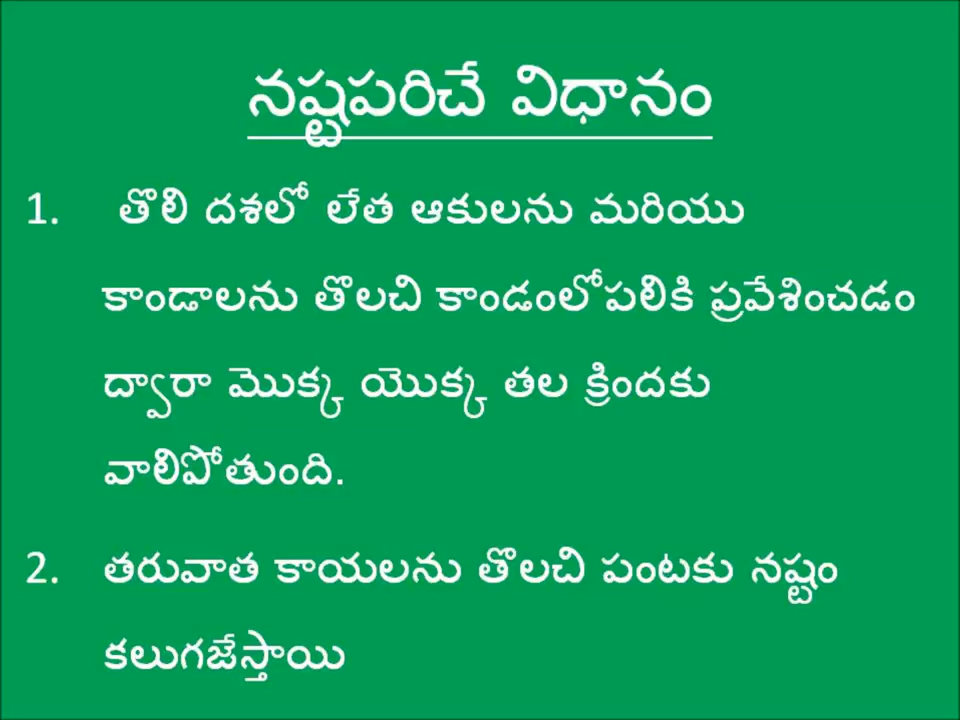 నష్టపరిచే విధానం
1. తొలి దశలో లేత ఆకులను మరియు
కాండాలను తొలచి కాండంలోపలికి ప్రవేశించడం
ద్వారా మొక్క యొక్క తల క్రిందకు
వాలిపోతుంది.
2. తరువాత కాయలను తొలచి పంటకు నష్టం
కలుగజేస్తాయి